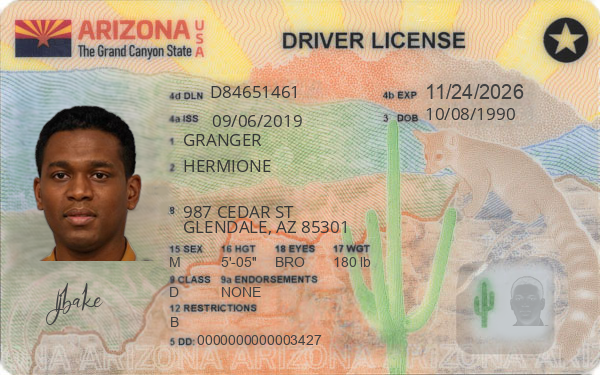 ARIZONA USA
The Grand Canyon State
DRIVER LICENSE
4d DLN D84651461
4b EXP 11/24/2026
4a ISS 09/06/2019
3 DOB 10/08/1990
1 GRANGER
2 HERMIONE
8 987 CEDAR ST
GLENDALE, AZ 85301
15 SEX 16 HGT 18 EYES 17 WGT
M 5'-05" BRO 180 lb
9 CLASS 9a ENDORSEMENTS
D NONE
12 RESTRICTIONS
B
5 DD: 0000000000003427
jbake
ARIZONA ARIZONA ARIZONA ARIZONA